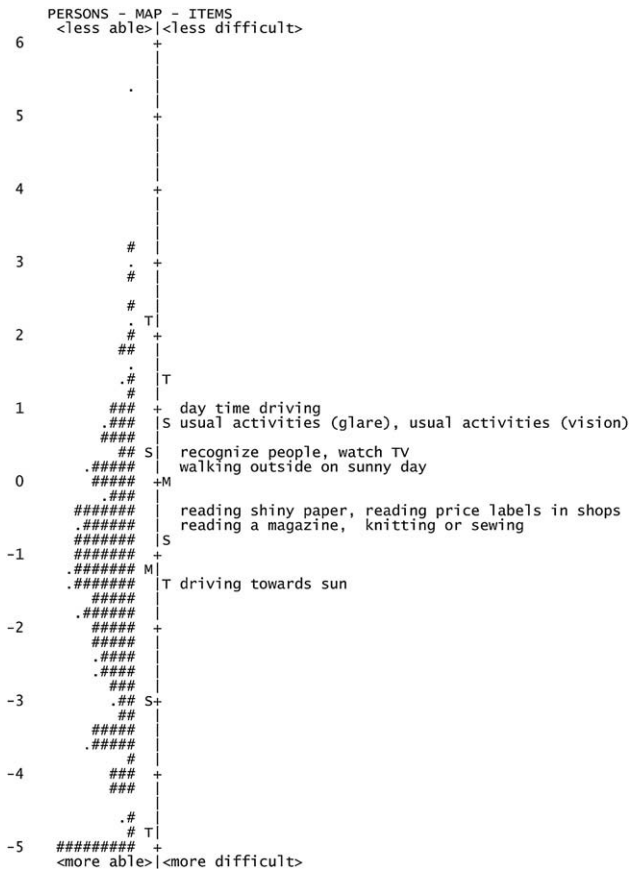 PERSONS - MAP - ITEMS
<less able>|<less difficult>
6 +
|
|
|
. |
|
5 +
|
|
|
|
4 +
|
|
|
# |
3 . +
# |
|
# |
. T|
2 # +
## |
. |
.# |T
# |
1 ### + day time driving
.### |S usual activities (glare), usual activities (vision)
#### |
## S| recognize people, watch TV
.##### | walking outside on sunny day
0 ##### +M
.### |
####### | reading shiny paper, reading price labels in shops
.###### | reading a magazine, knitting or sewing
####### |S
-1 ####### +
.####### M|
.####### |T driving towards sun
##### |
.###### |
-2 ##### +
##### |
.#### |
.#### |
### |
-3 .## S+
## |
##### |
.##### |
# |
-4 ### +
### |
|
.# |
# T|
-5 ######### +
<more able>|<more difficult>